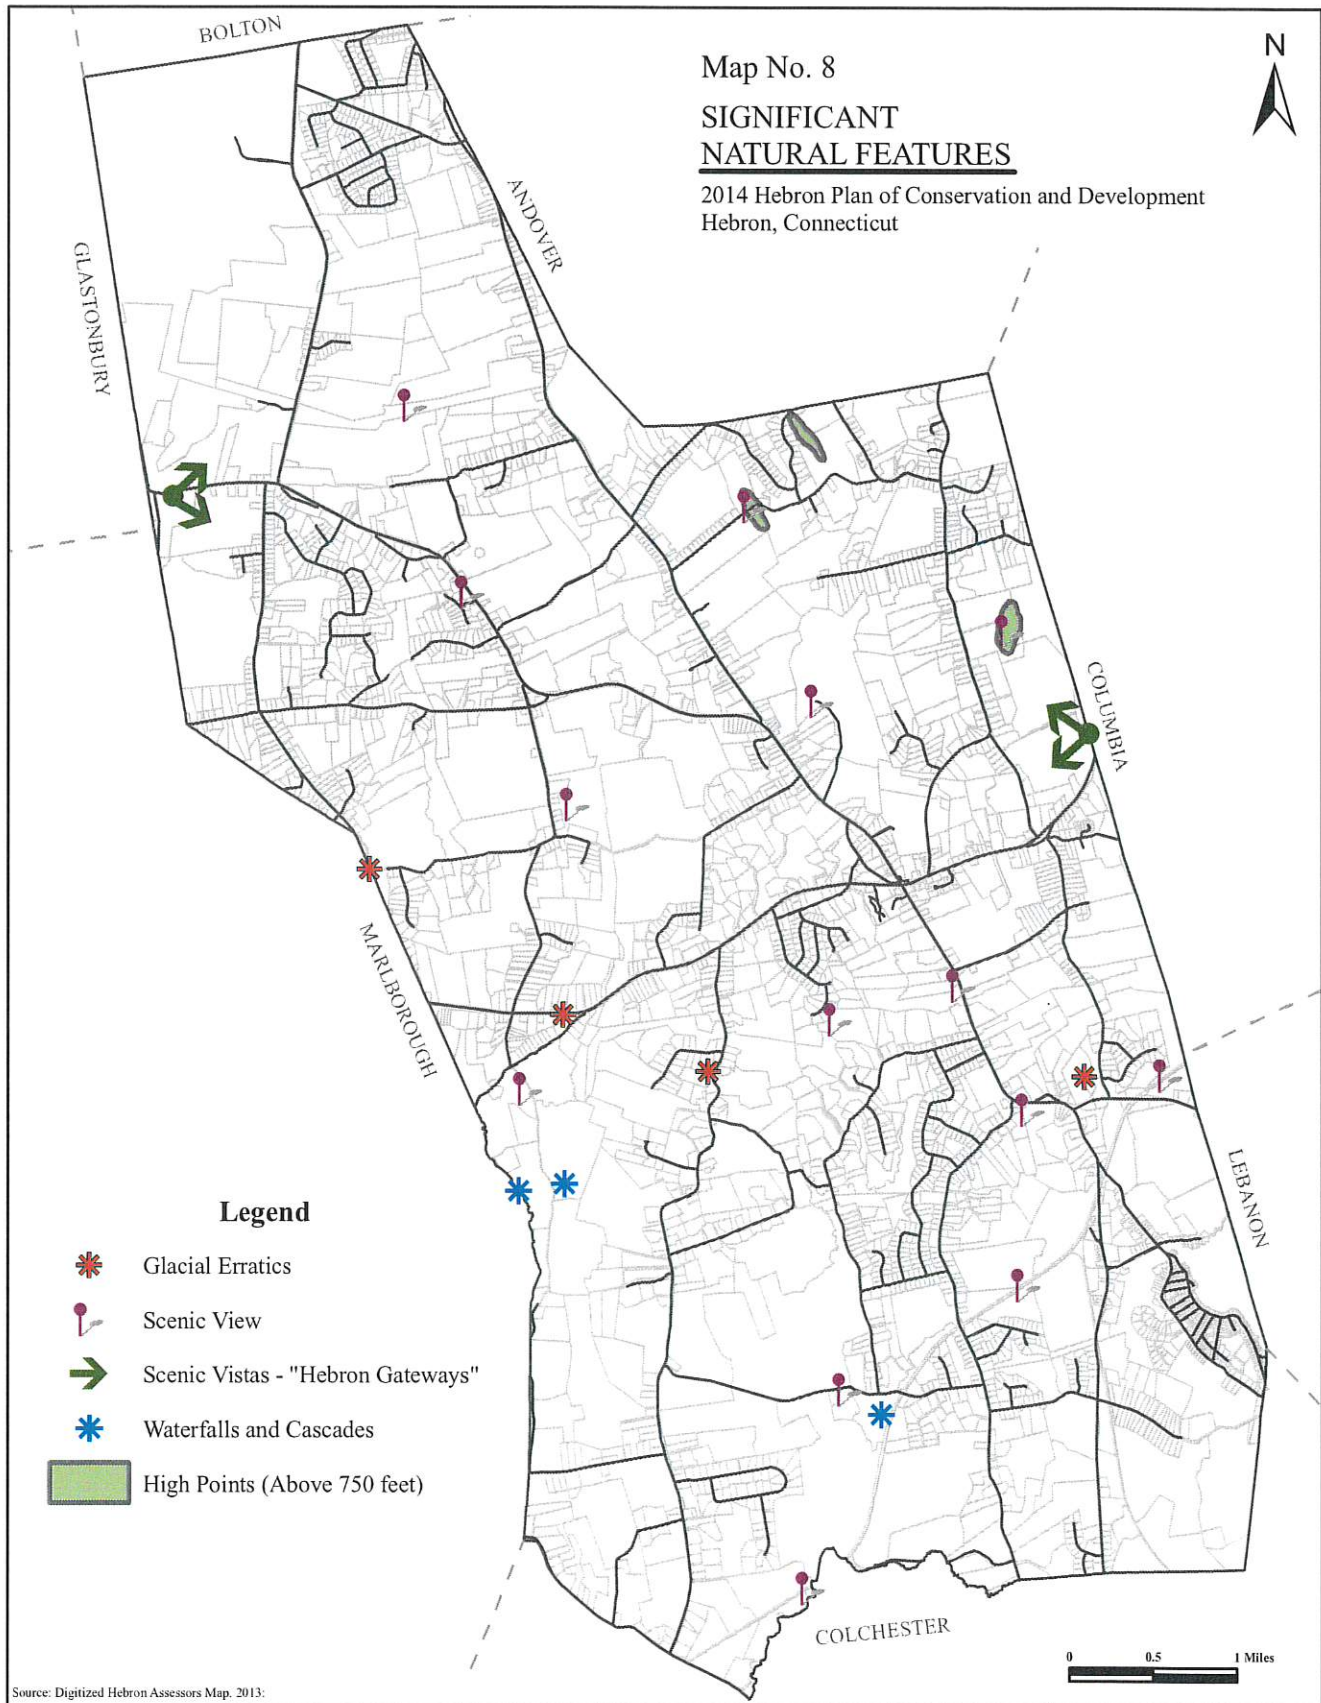 BOLTON
Map No. 8
N
SIGNIFICANT
NATURAL FEATURES
2014 Hebron Plan of Conservation and Development
Hebron, Connecticut
ANDOVER
GLASTONBURY
COLUMBIA
MARLBOROUGH
LEBANON
Legend
Glacial Erratics
Scenic View
Scenic Vistas - "Hebron Gateways"
Waterfalls and Cascades
High Points (Above 750 feet)
COLCHESTER
0 0.5 1 Miles
Source: Digitized Hebron Assessors Map. 2013: